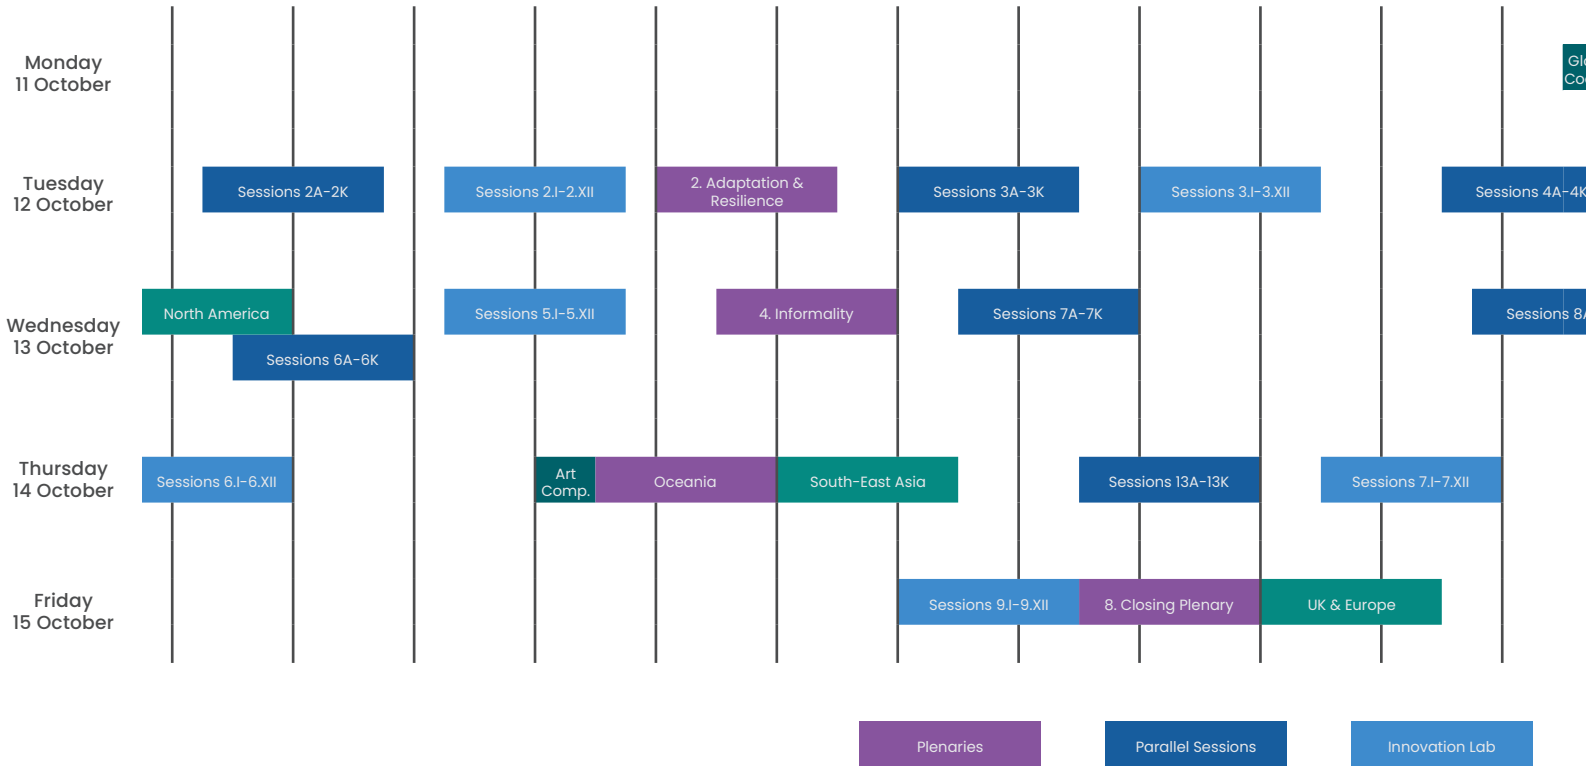 Monday
11 October
Tuesday
12 October
Sessions 2A-2K
Sessions 2.I-2.XII
2. Adaptation &
Resilience
Sessions 3A-3K
Sessions 3.I-3.XII
Sessions 4A-4K
Wednesday
13 October
North America
Sessions 5.I-5.XII
4. Informality
Sessions 7A-7K
Sessions
Sessions 6A-6K
Thursday
14 October
Sessions 6.I-6.XII
Art
Comp.
Oceania
South-East Asia
Sessions 13A-13K
Sessions 7.I-7.XII
Friday
15 October
Sessions 9.I-9.XII
8. Closing Plenary
UK & Europe
Plenaries
Parallel Sessions
Innovation Lab